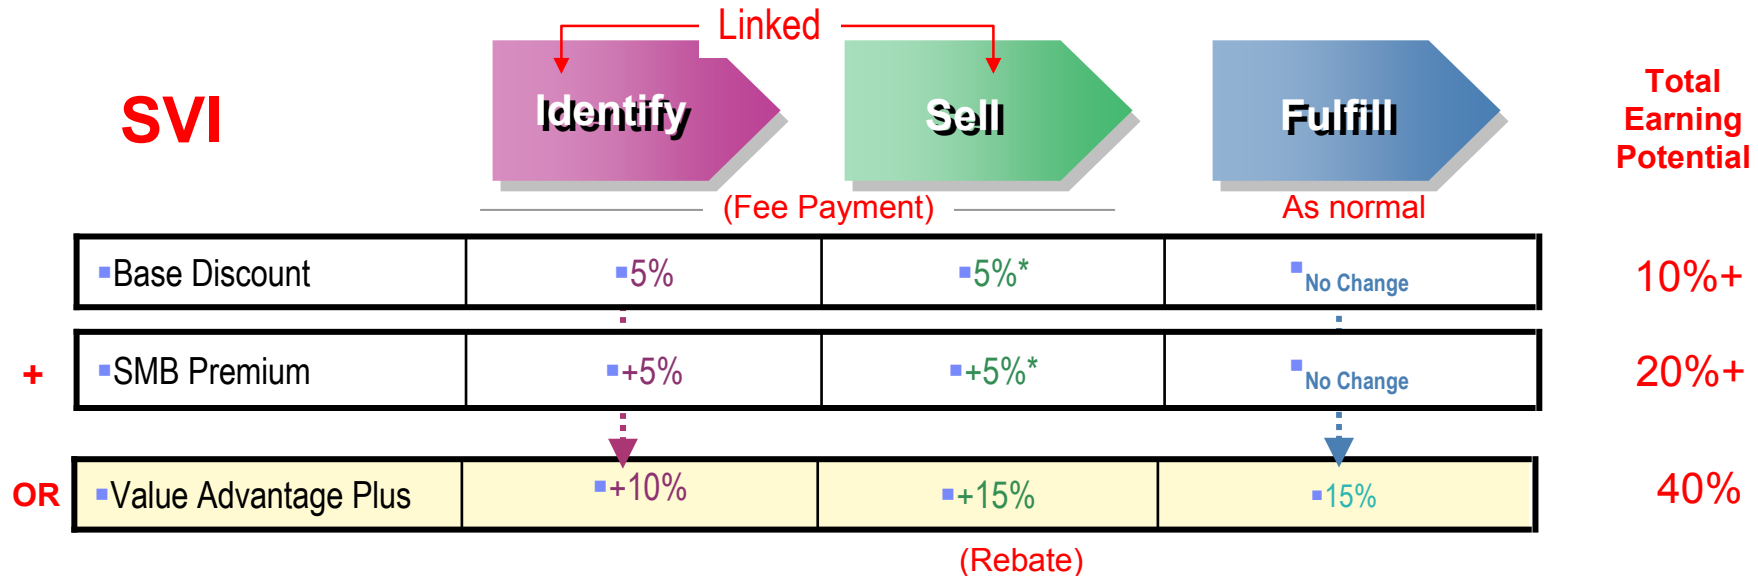 Linked
SVI
Identify
Sell
Fulfill
Total
Earning
Potential
(Fee Payment)
As normal
Base Discount
5%
5%*
No Change
10%+
+
SMB Premium
+5%
+5%*
No Change
20%+
OR
Value Advantage Plus
+10%
+15%
15%
40%
(Rebate)